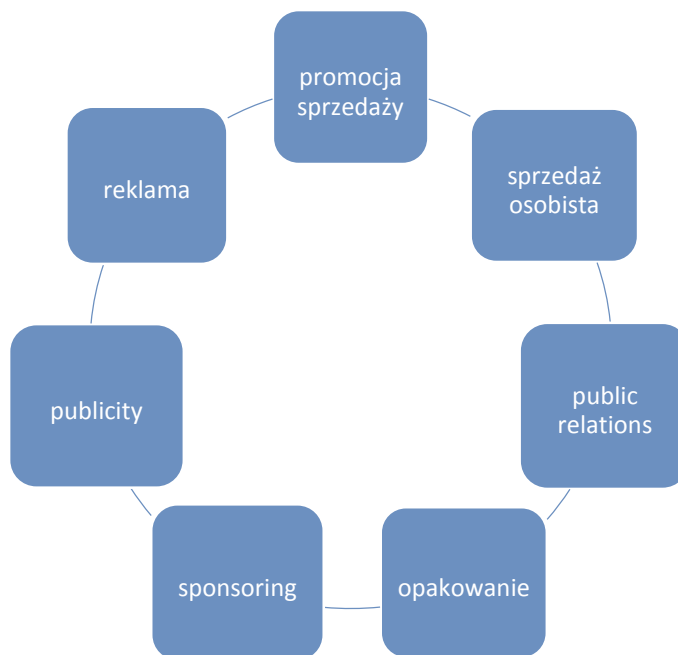 promocja
sprzedaży
sprzedaż
osobista
public
relations
opakowanie
sponsoring
publicity
reklama